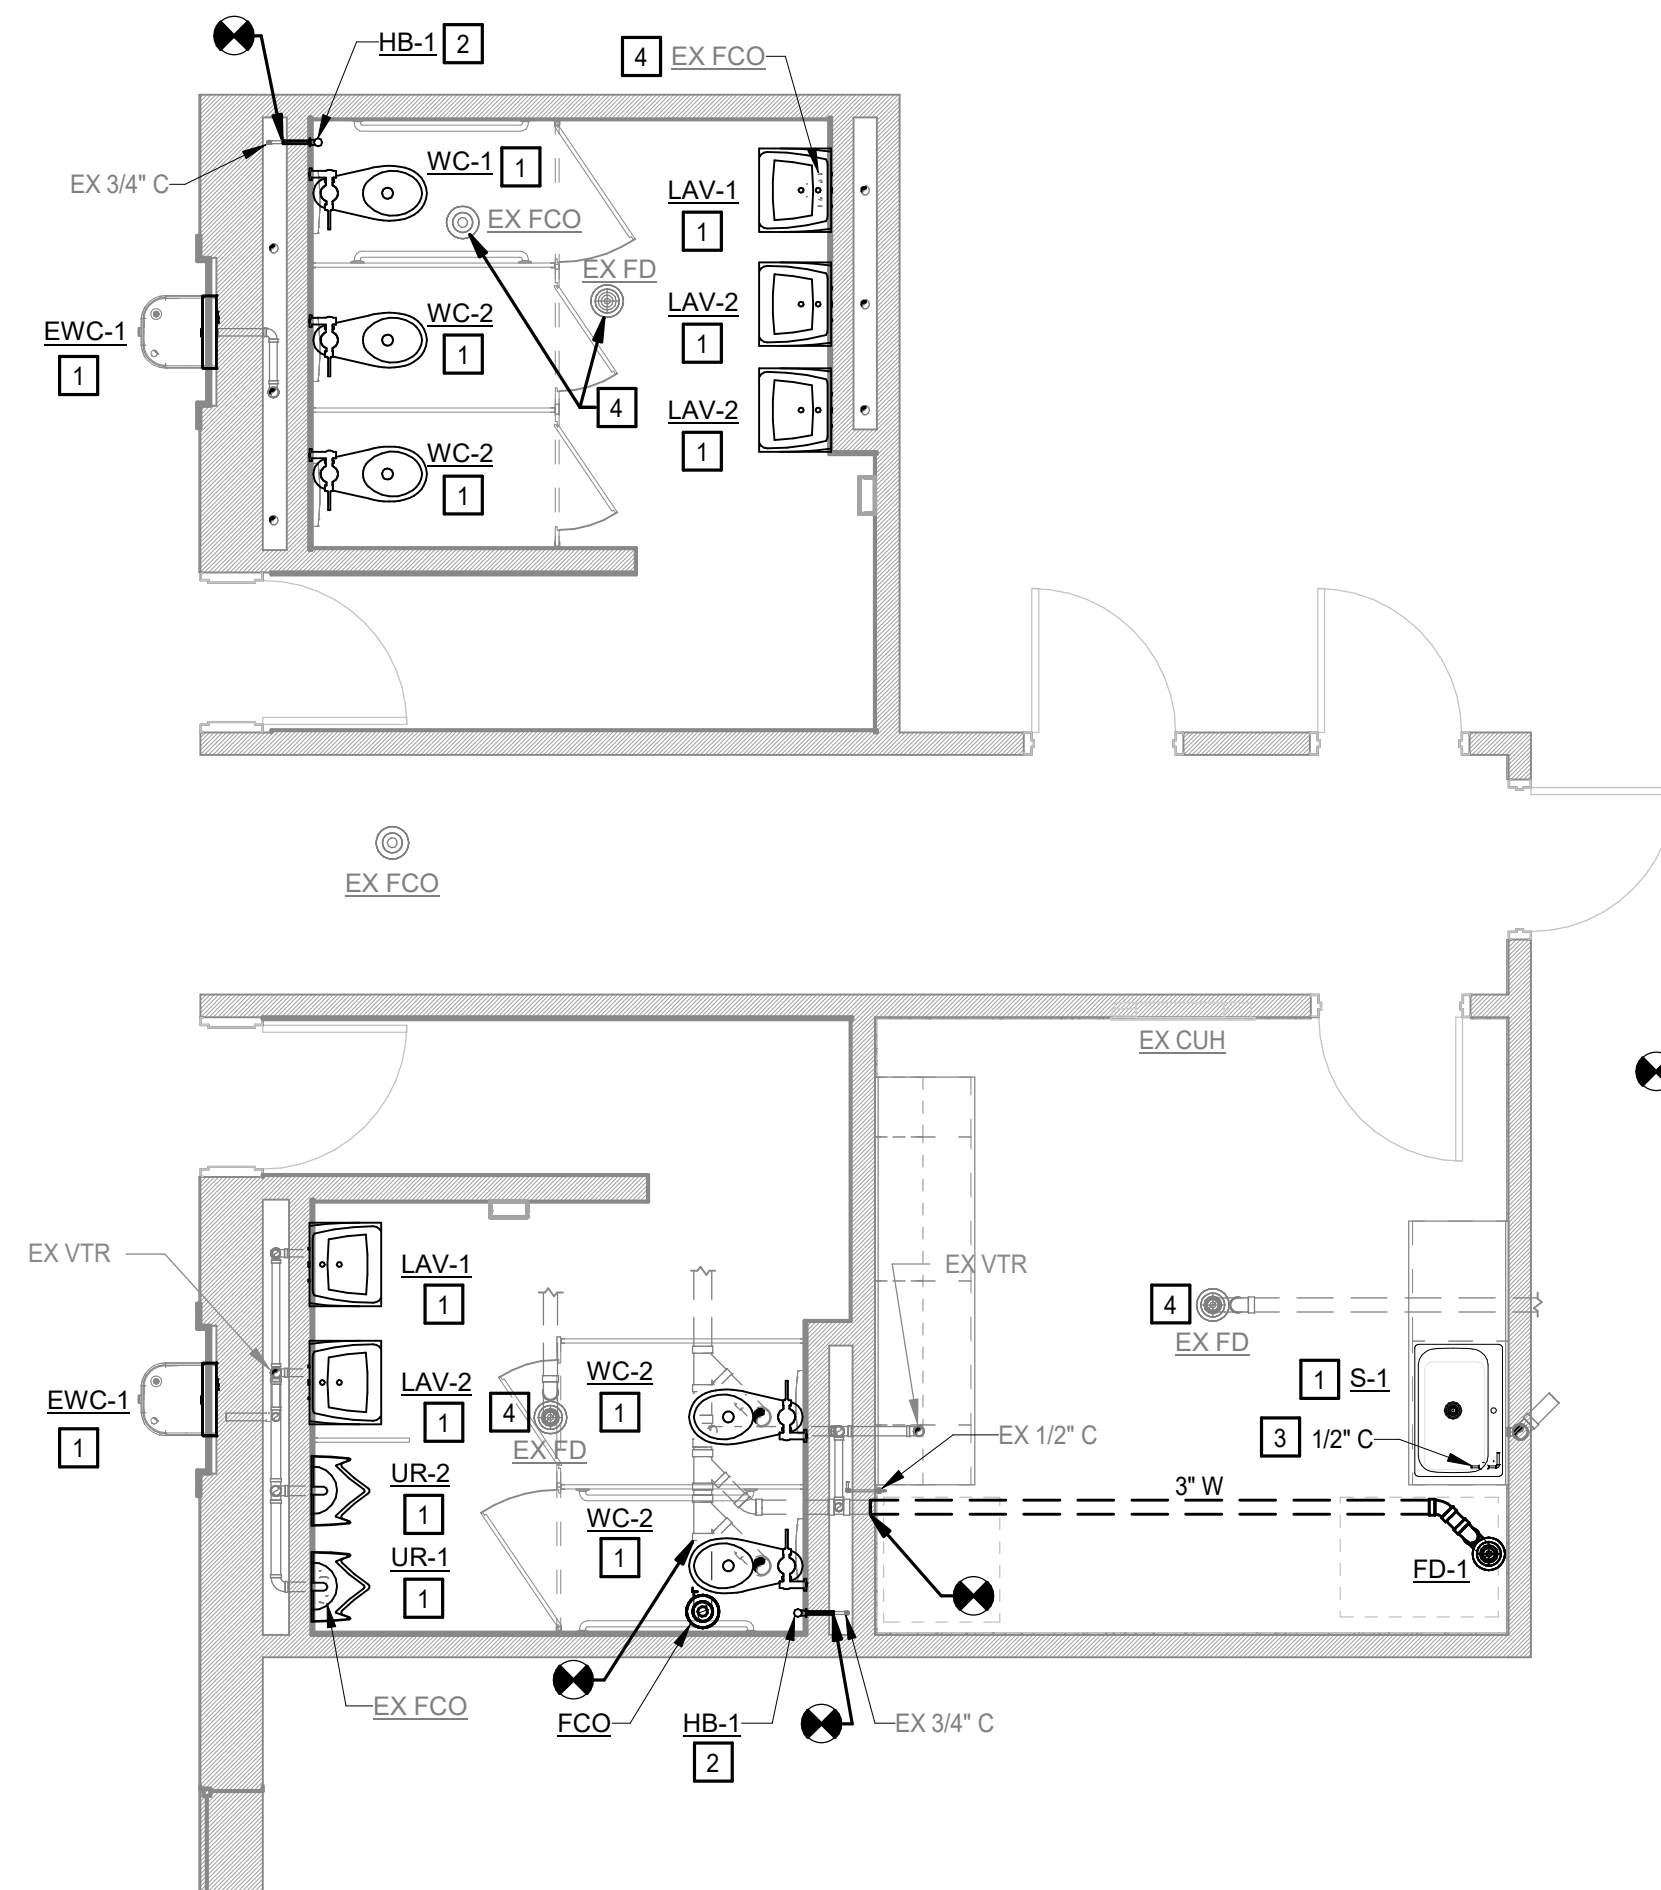 HB-1 2
4 EX FCO
EX 3/4" C
WC-1 1
LAV-1
1
EX FCO
EX FD
EWC-1
1
WC-2
1
LAV-2
1
4
LAV-2
1
WC-2
1
EX FCO
EX CUH
EX VTR
LAV-1
1
EX VTR
4
EX FD
EWC-1
1
LAV-2
1
4
EX FD
WC-2
1
1 S-1
3 1/2" C
EX 1/2" C
UR-2
1
3" W
WC-2
1
UR-1
1
FD-1
EX FCO
FCO
HB-1
2
EX 3/4" C